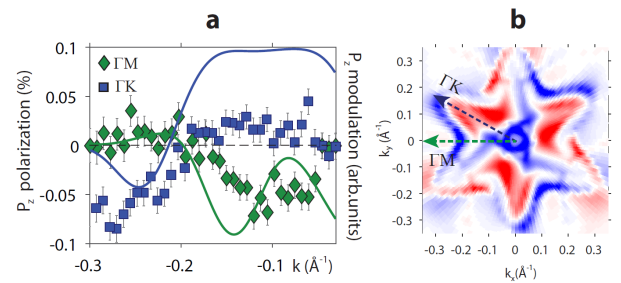 a
P_z polarization (%)
0.1
0.05
0
-0.05
-0.1
ΓM
ΓK
-0.3
-0.2
-0.1
k (Å⁻¹)
P_z modulation (arb.units)
b
k_y (Å⁻¹)
0.3
0.2
0.1
0
-0.1
-0.2
-0.3
ΓK
ΓM
-0.3 -0.2 -0.1 0 0.1 0.2 0.3
k_x(Å⁻¹)